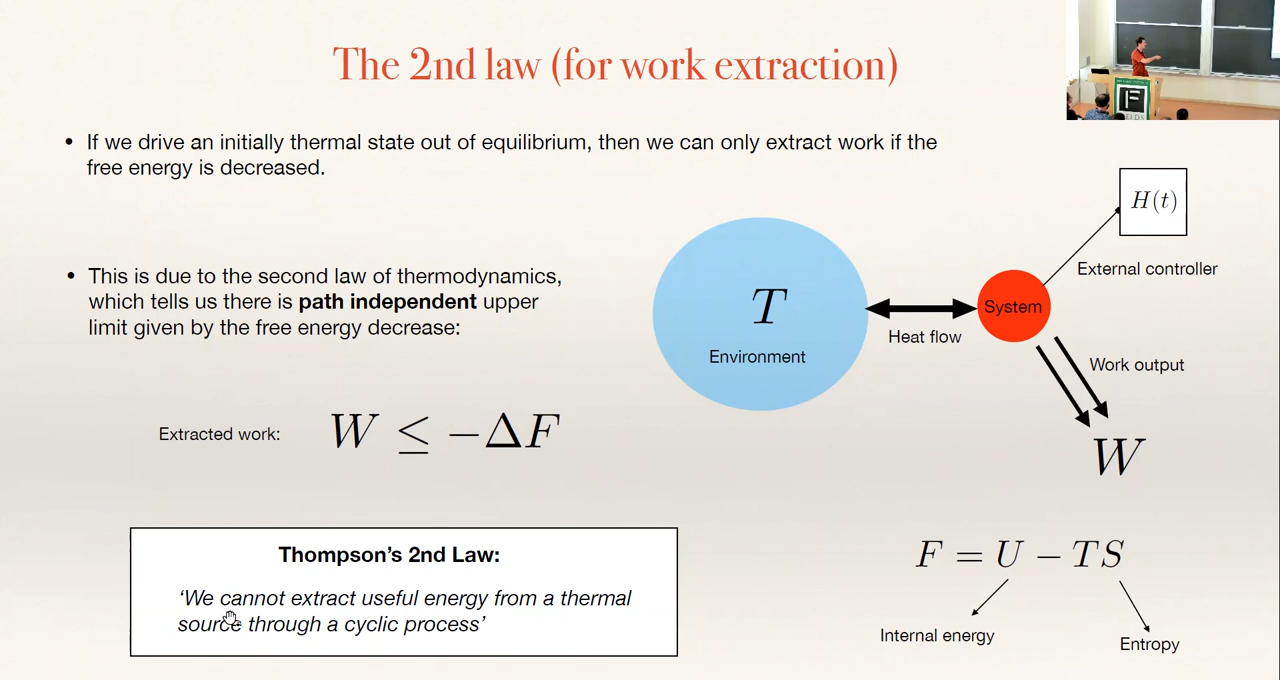 The 2nd law (for work extraction)
• If we drive an initially thermal state out of equilibrium, then we can only extract work if the
free energy is decreased.
H(t)
External controller
• This is due to the second law of thermodynamics,
which tells us there is path independent upper
limit given by the free energy decrease:
T
Environment
Heat flow
System
Work output
Extracted work: W ≤ −ΔF
W
Thompson's 2nd Law:
'We cannot extract useful energy from a thermal
source through a cyclic process'
F = U − TS
Internal energy
Entropy